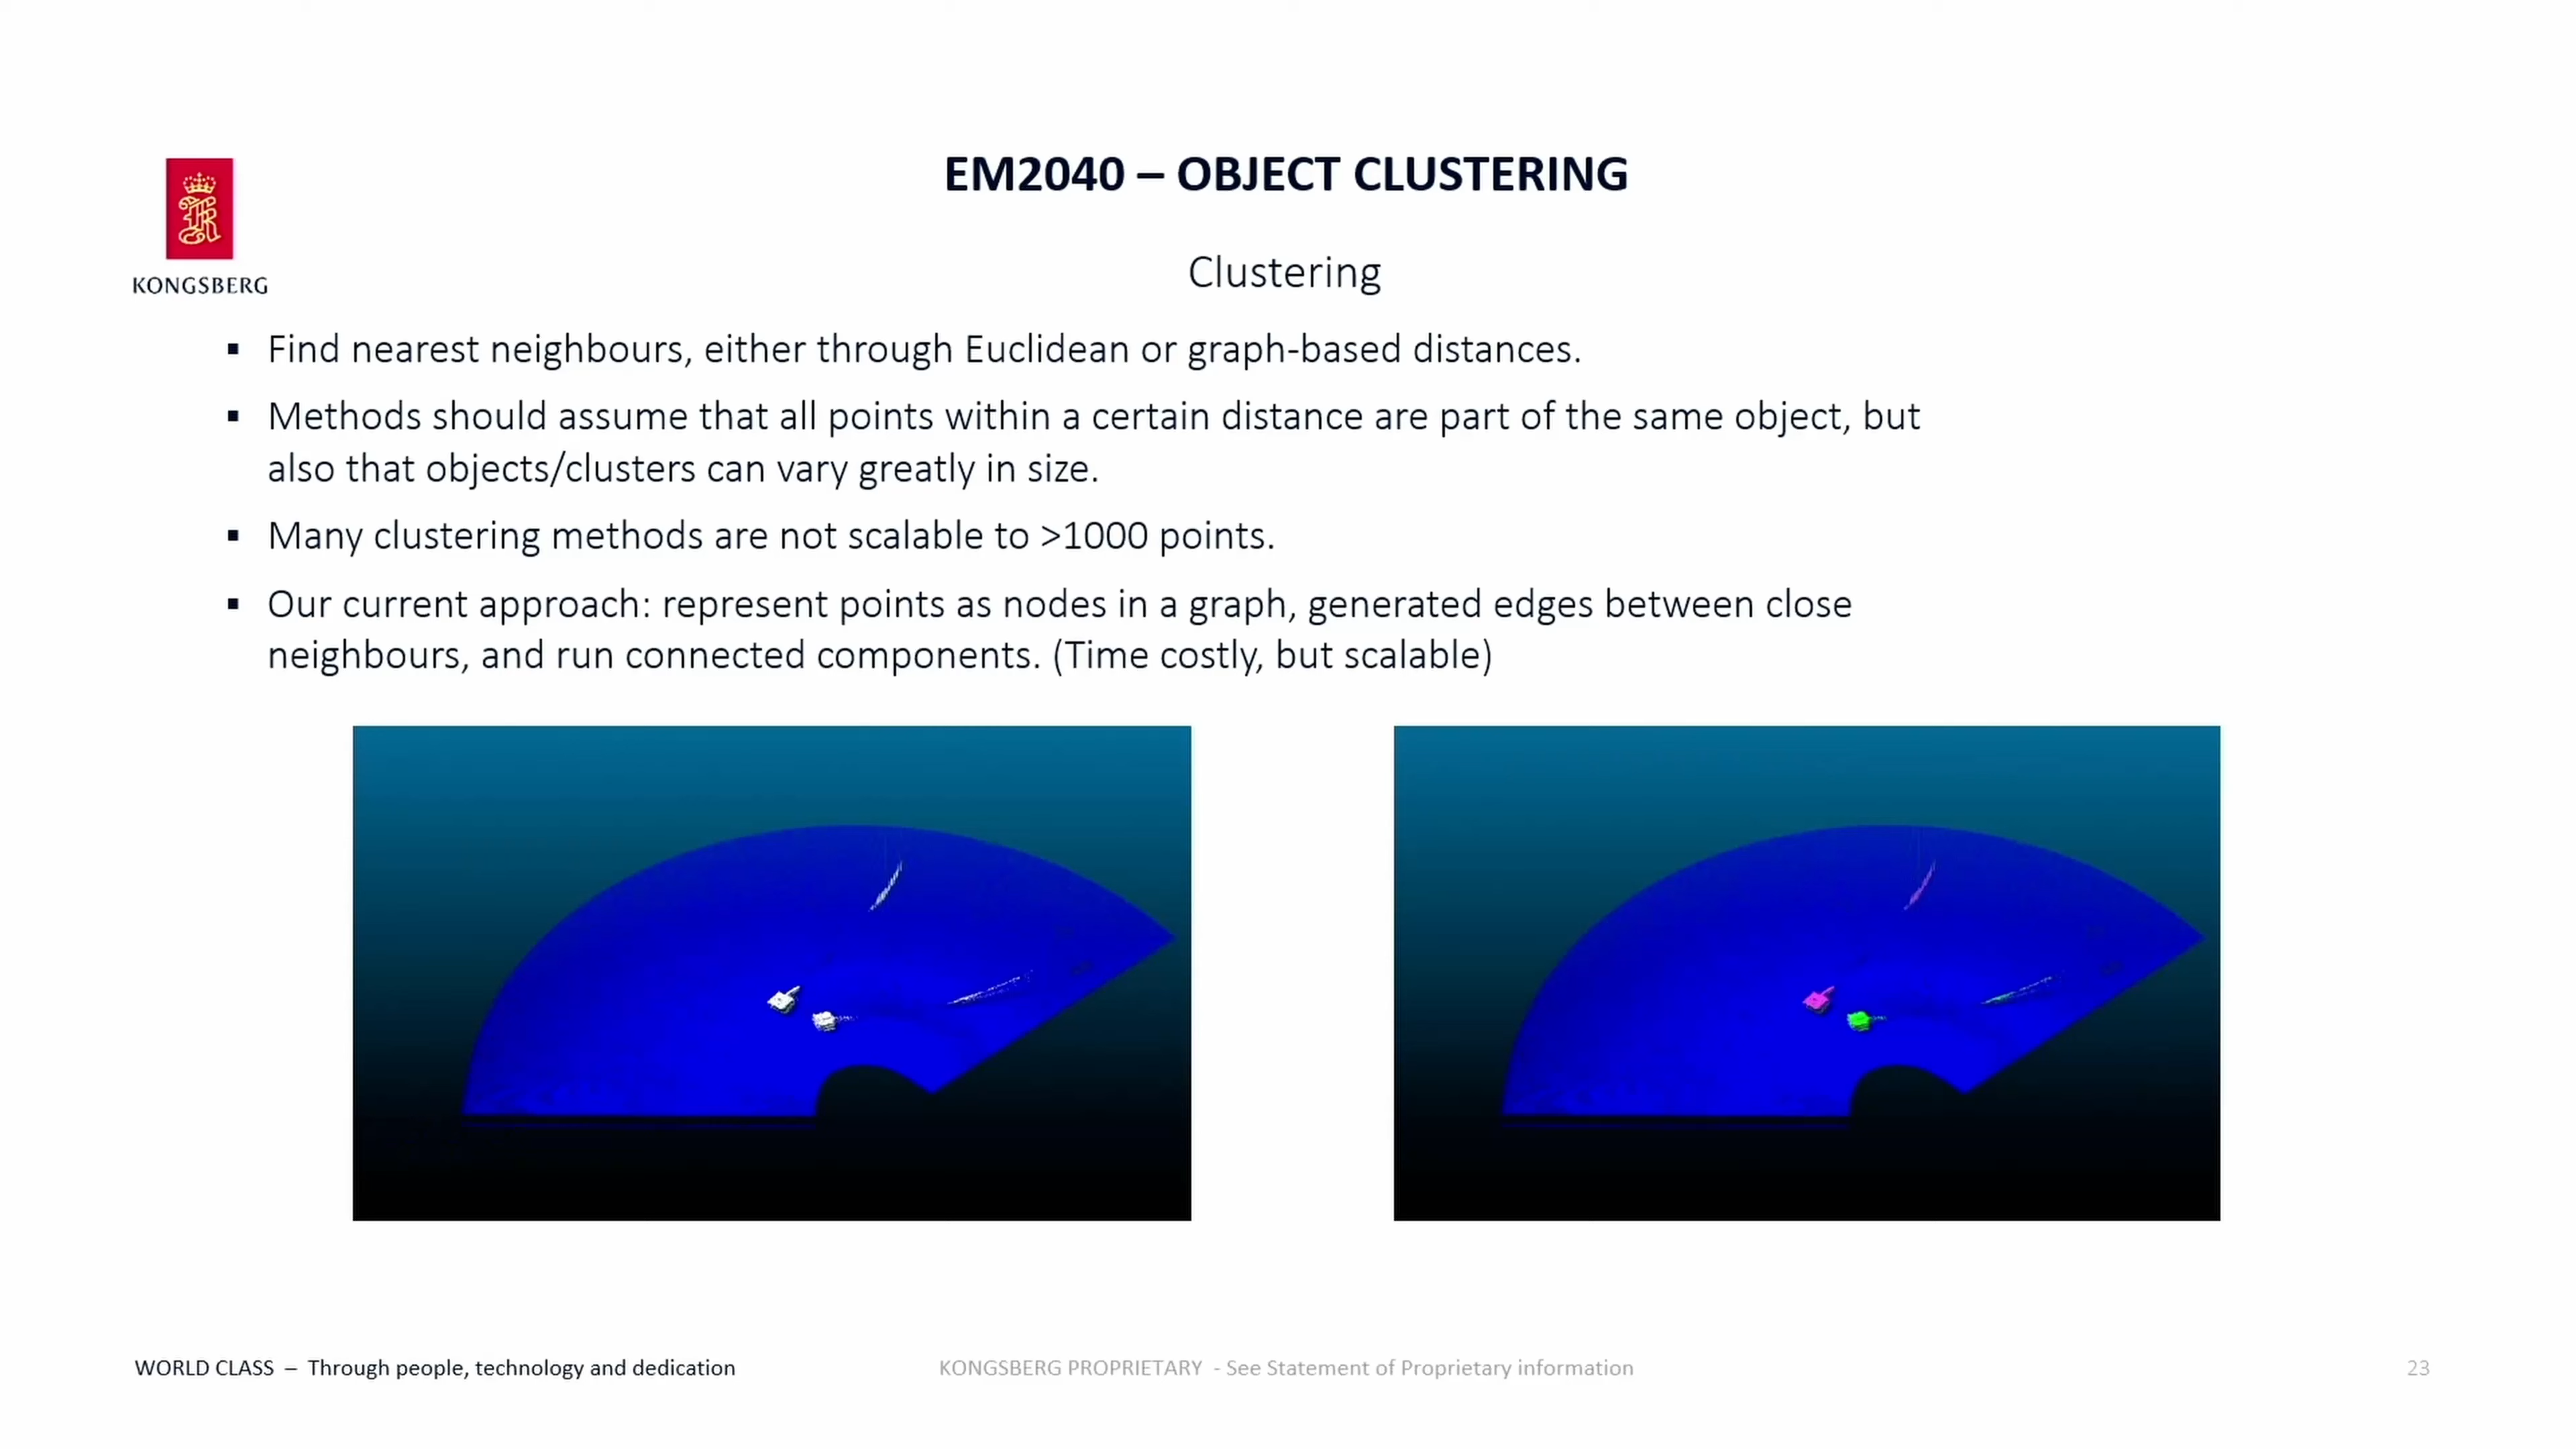 EM2040 – OBJECT CLUSTERING
KONGSBERG
Clustering
▪ Find nearest neighbours, either through Euclidean or graph-based distances.
▪ Methods should assume that all points within a certain distance are part of the same object, but
also that objects/clusters can vary greatly in size.
▪ Many clustering methods are not scalable to >1000 points.
▪ Our current approach: represent points as nodes in a graph, generated edges between close
neighbours, and run connected components. (Time costly, but scalable)
WORLD CLASS – Through people, technology and dedication
KONGSBERG PROPRIETARY - See Statement of Proprietary information
23